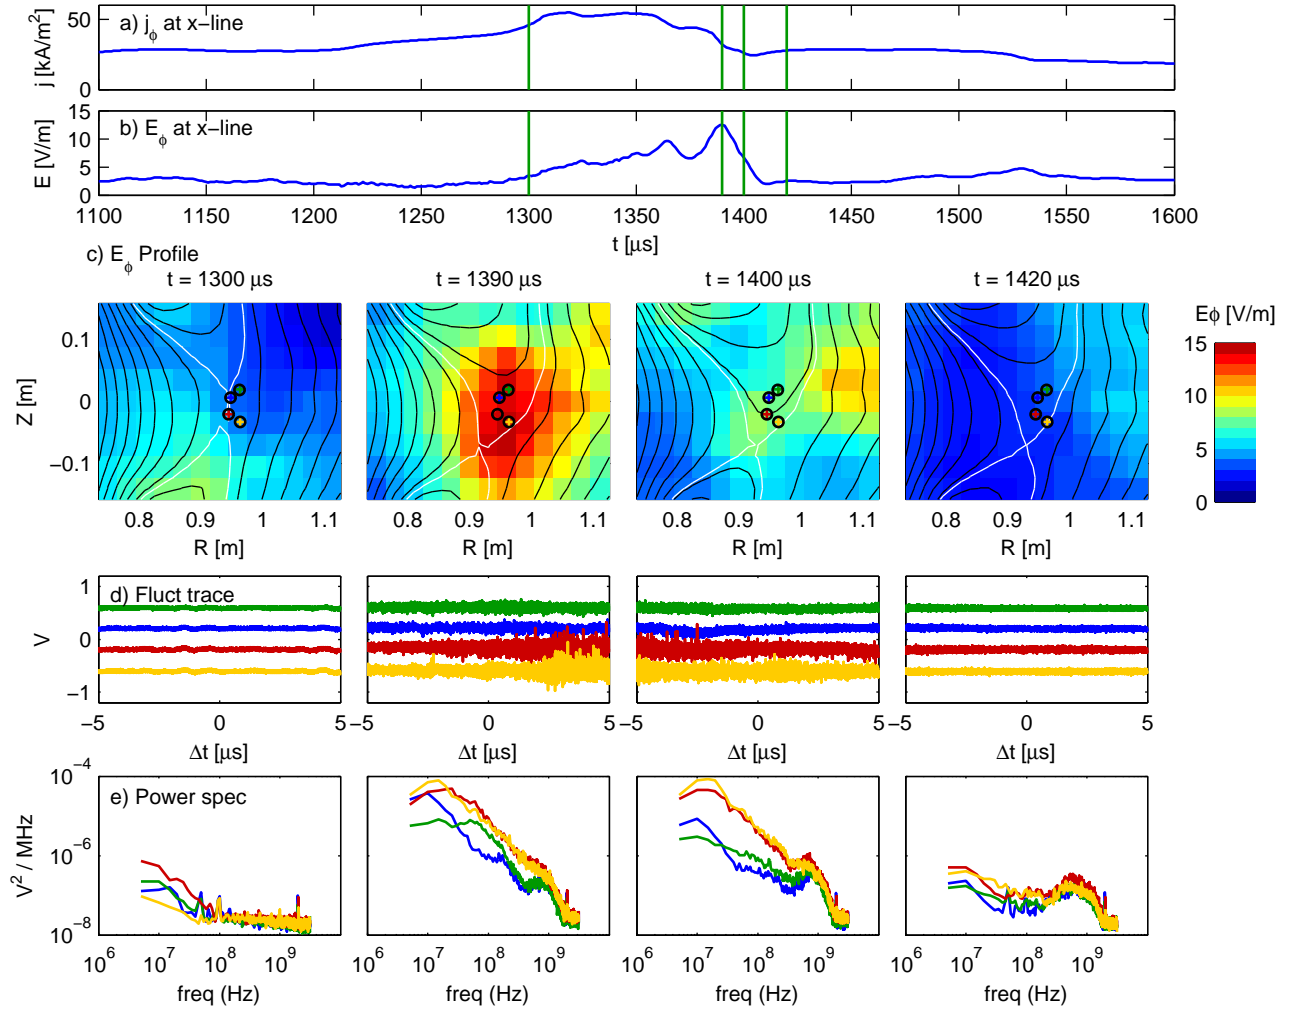 a) jϕ at x−line
j [kA/m²]
50
0
b) Eϕ at x−line
E [V/m]
15
10
5
0
1100 1150 1200 1250 1300 1350 1400 1450 1500 1550 1600
t [μs]
c) Eϕ Profile
t = 1300 μs t = 1390 μs t = 1400 μs t = 1420 μs
Z [m]
0.1
0
−0.1
0.8 0.9 1 1.1 0.8 0.9 1 1.1 0.8 0.9 1 1.1 0.8 0.9 1 1.1
R [m] R [m] R [m] R [m]
Eϕ [V/m]
15
10
5
0
d) Fluct trace
V
1
0
−1
−5 0 5 −5 0 5 −5 0 5 −5 0 5
Δt [μs] Δt [μs] Δt [μs] Δt [μs]
e) Power spec
V² / MHz
10⁻⁴
10⁻⁶
10⁻⁸
10⁶ 10⁷ 10⁸ 10⁹ 10⁶ 10⁷ 10⁸ 10⁹ 10⁶ 10⁷ 10⁸ 10⁹ 10⁶ 10⁷ 10⁸ 10⁹
freq (Hz) freq (Hz) freq (Hz) freq (Hz)